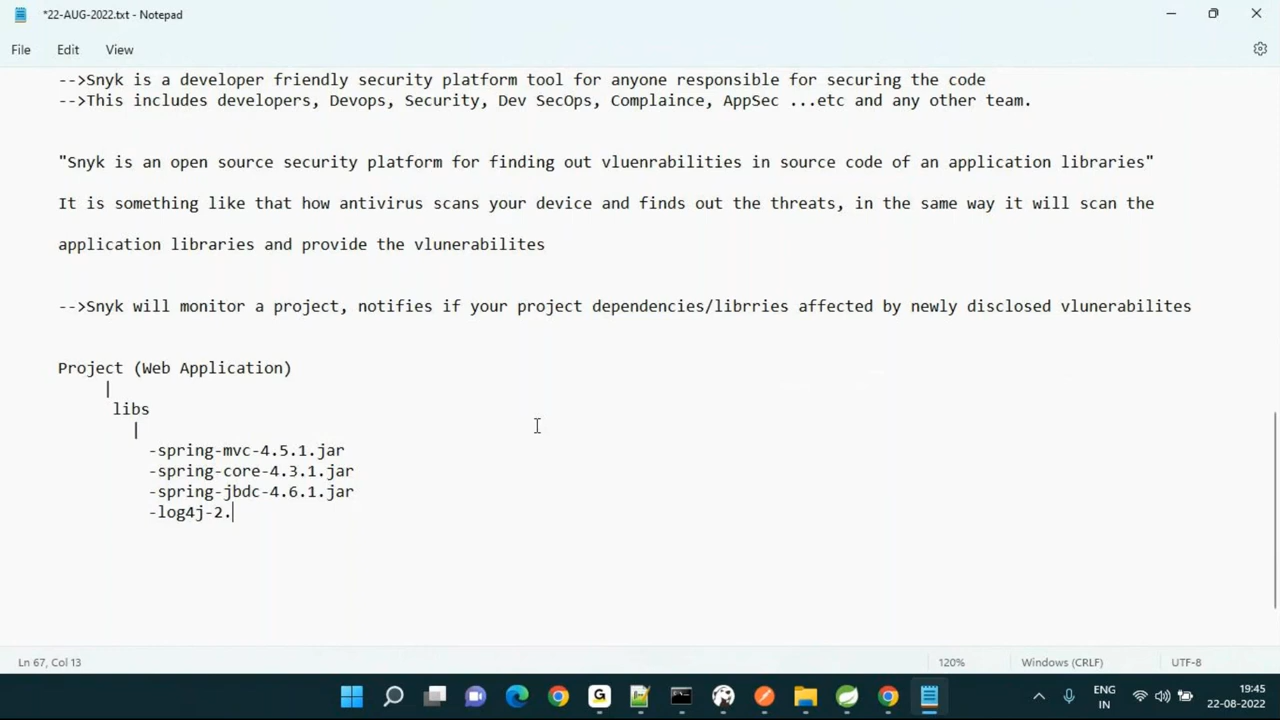 *22-AUG-2022.txt - Notepad
File Edit View
-->Snyk is a developer friendly security platform tool for anyone responsible for securing the code
-->This includes developers, Devops, Security, Dev SecOps, Complaince, AppSec ...etc and any other team.
"Snyk is an open source security platform for finding out vluenrabilities in source code of an application libraries"
It is something like that how antivirus scans your device and finds out the threats, in the same way it will scan the
application libraries and provide the vlunerabilites
-->Snyk will monitor a project, notifies if your project dependencies/librries affected by newly disclosed vlunerabilites
Project (Web Application)
|
libs
|
-spring-mvc-4.5.1.jar
-spring-core-4.3.1.jar
-spring-jbdc-4.6.1.jar
-log4j-2.
Ln 67, Col 13 120% Windows (CRLF) UTF-8
ENG 19:45
IN 22-08-2022